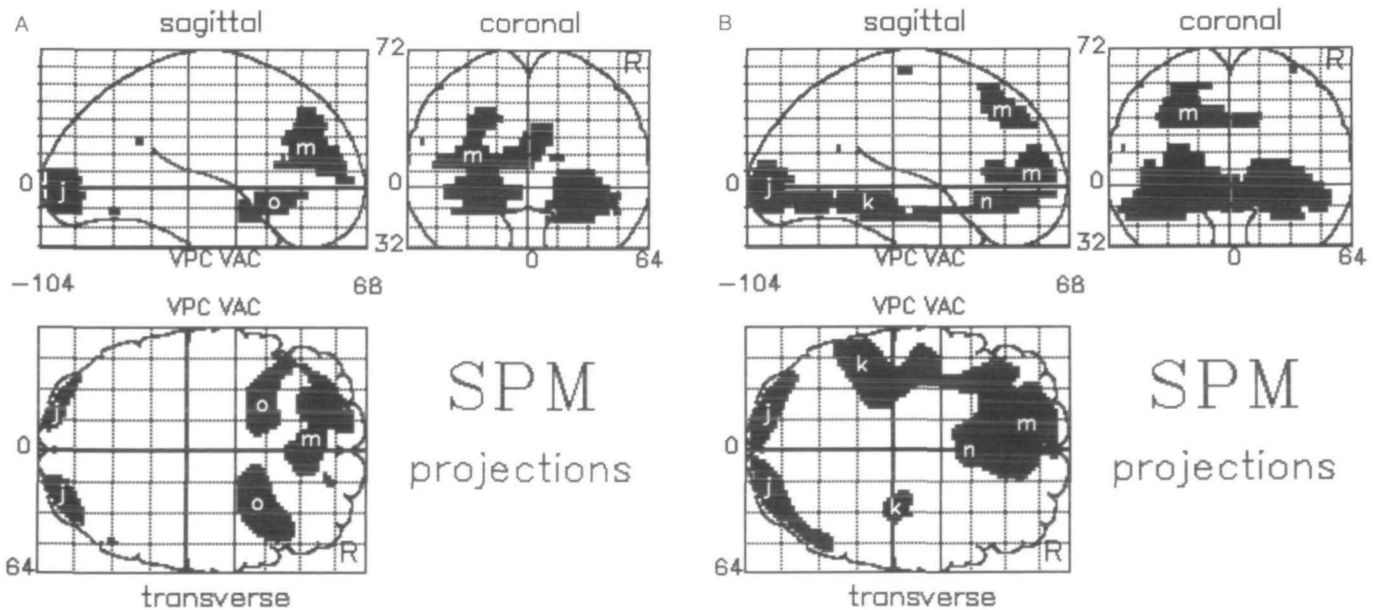 A
sagittal
coronal
72
R
m
m
j
o
0
0
VPC VAC
32
0
64
-104
68
VPC VAC
j
o
m
0
j
o
R
64
transverse
SPM
projections
B
sagittal
coronal
72
R
m
m
j
k
n
m
0
0
VPC VAC
32
0
64
-104
68
VPC VAC
k
j
m
n
0
j
k
R
64
transverse
SPM
projections